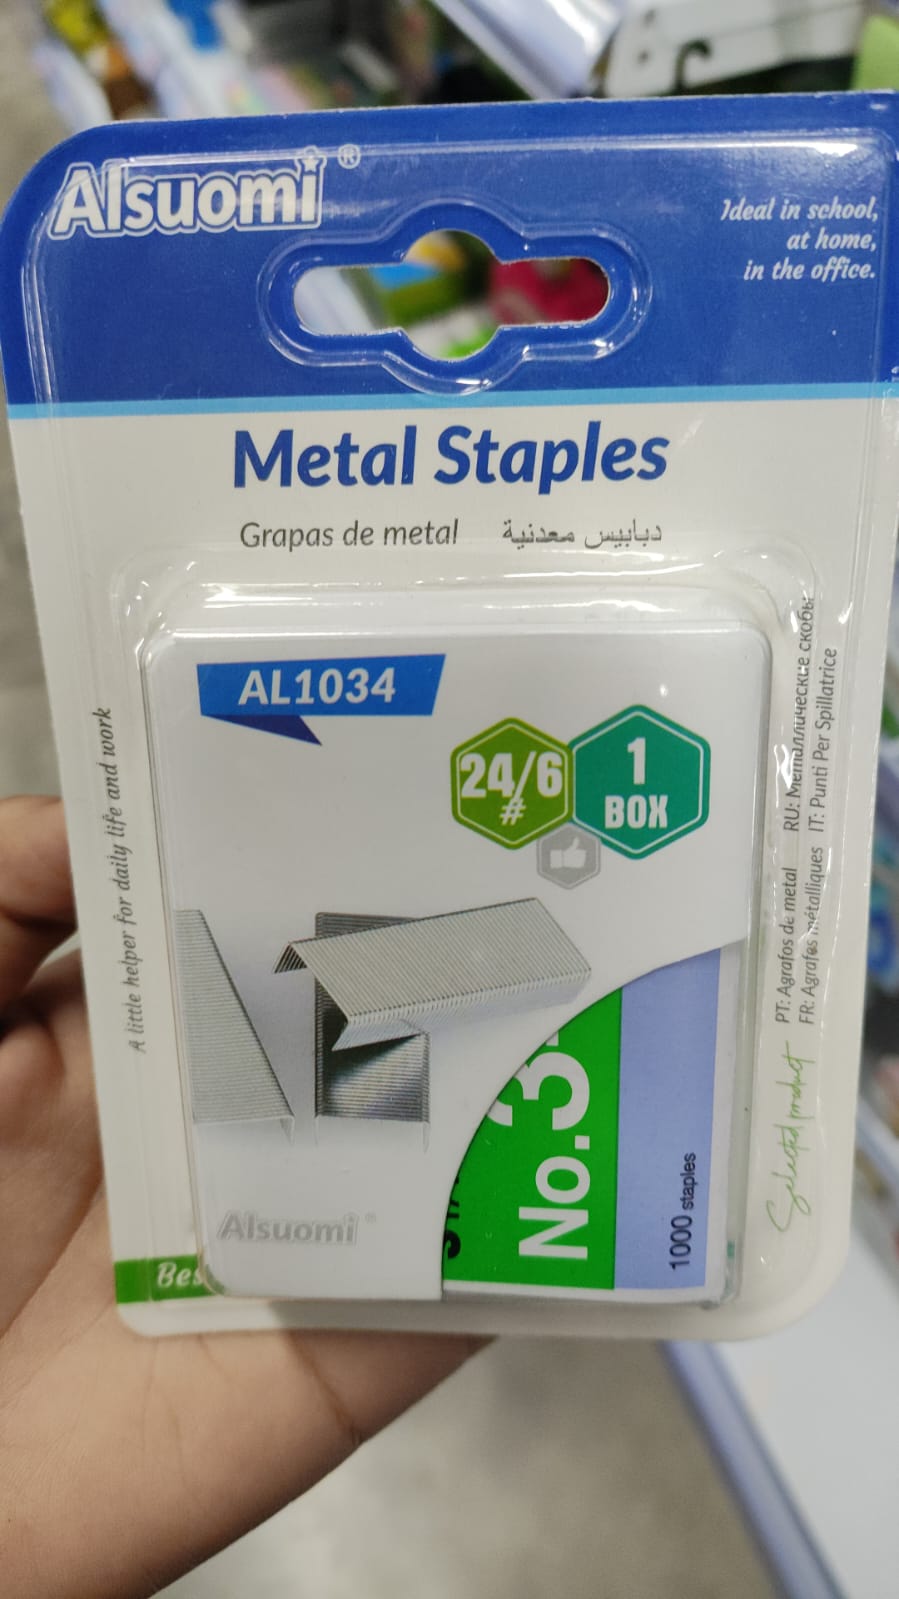 Alsuomi ®
Ideal in school,
at home,
in the office.
Metal Staples
Grapas de metal دبابيس معدنية
AL1034
24/6
#
1
BOX
A little helper for daily life and work
PT: Agrafos de metal RU: Металлические скобы
FR: Agrafes métalliques IT: Punti Per Spillatrice
Selected product
No.3
1000 staples
Alsuomi ®